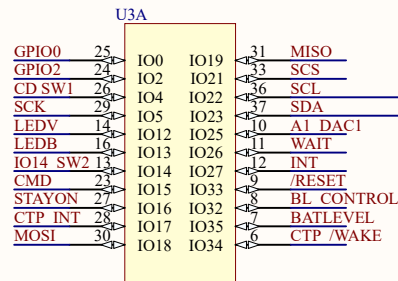 U3A
GPIO0 25 IO0 IO19 31 MISO
GPIO2 24 IO2 IO21 33 SCS
CD SW1 26 IO4 IO22 36 SCL
SCK 29 IO5 IO23 37 SDA
LEDV 14 IO12 IO25 10 A1 DAC1
LEDB 16 IO13 IO26 11 WAIT
IO14 SW2 13 IO14 IO27 12 INT
CMD 23 IO15 IO33 9 /RESET
STAYON 27 IO16 IO32 8 BL CONTROL
CTP INT 28 IO17 IO35 7 BATLEVEL
MOSI 30 IO18 IO34 6 CTP /WAKE